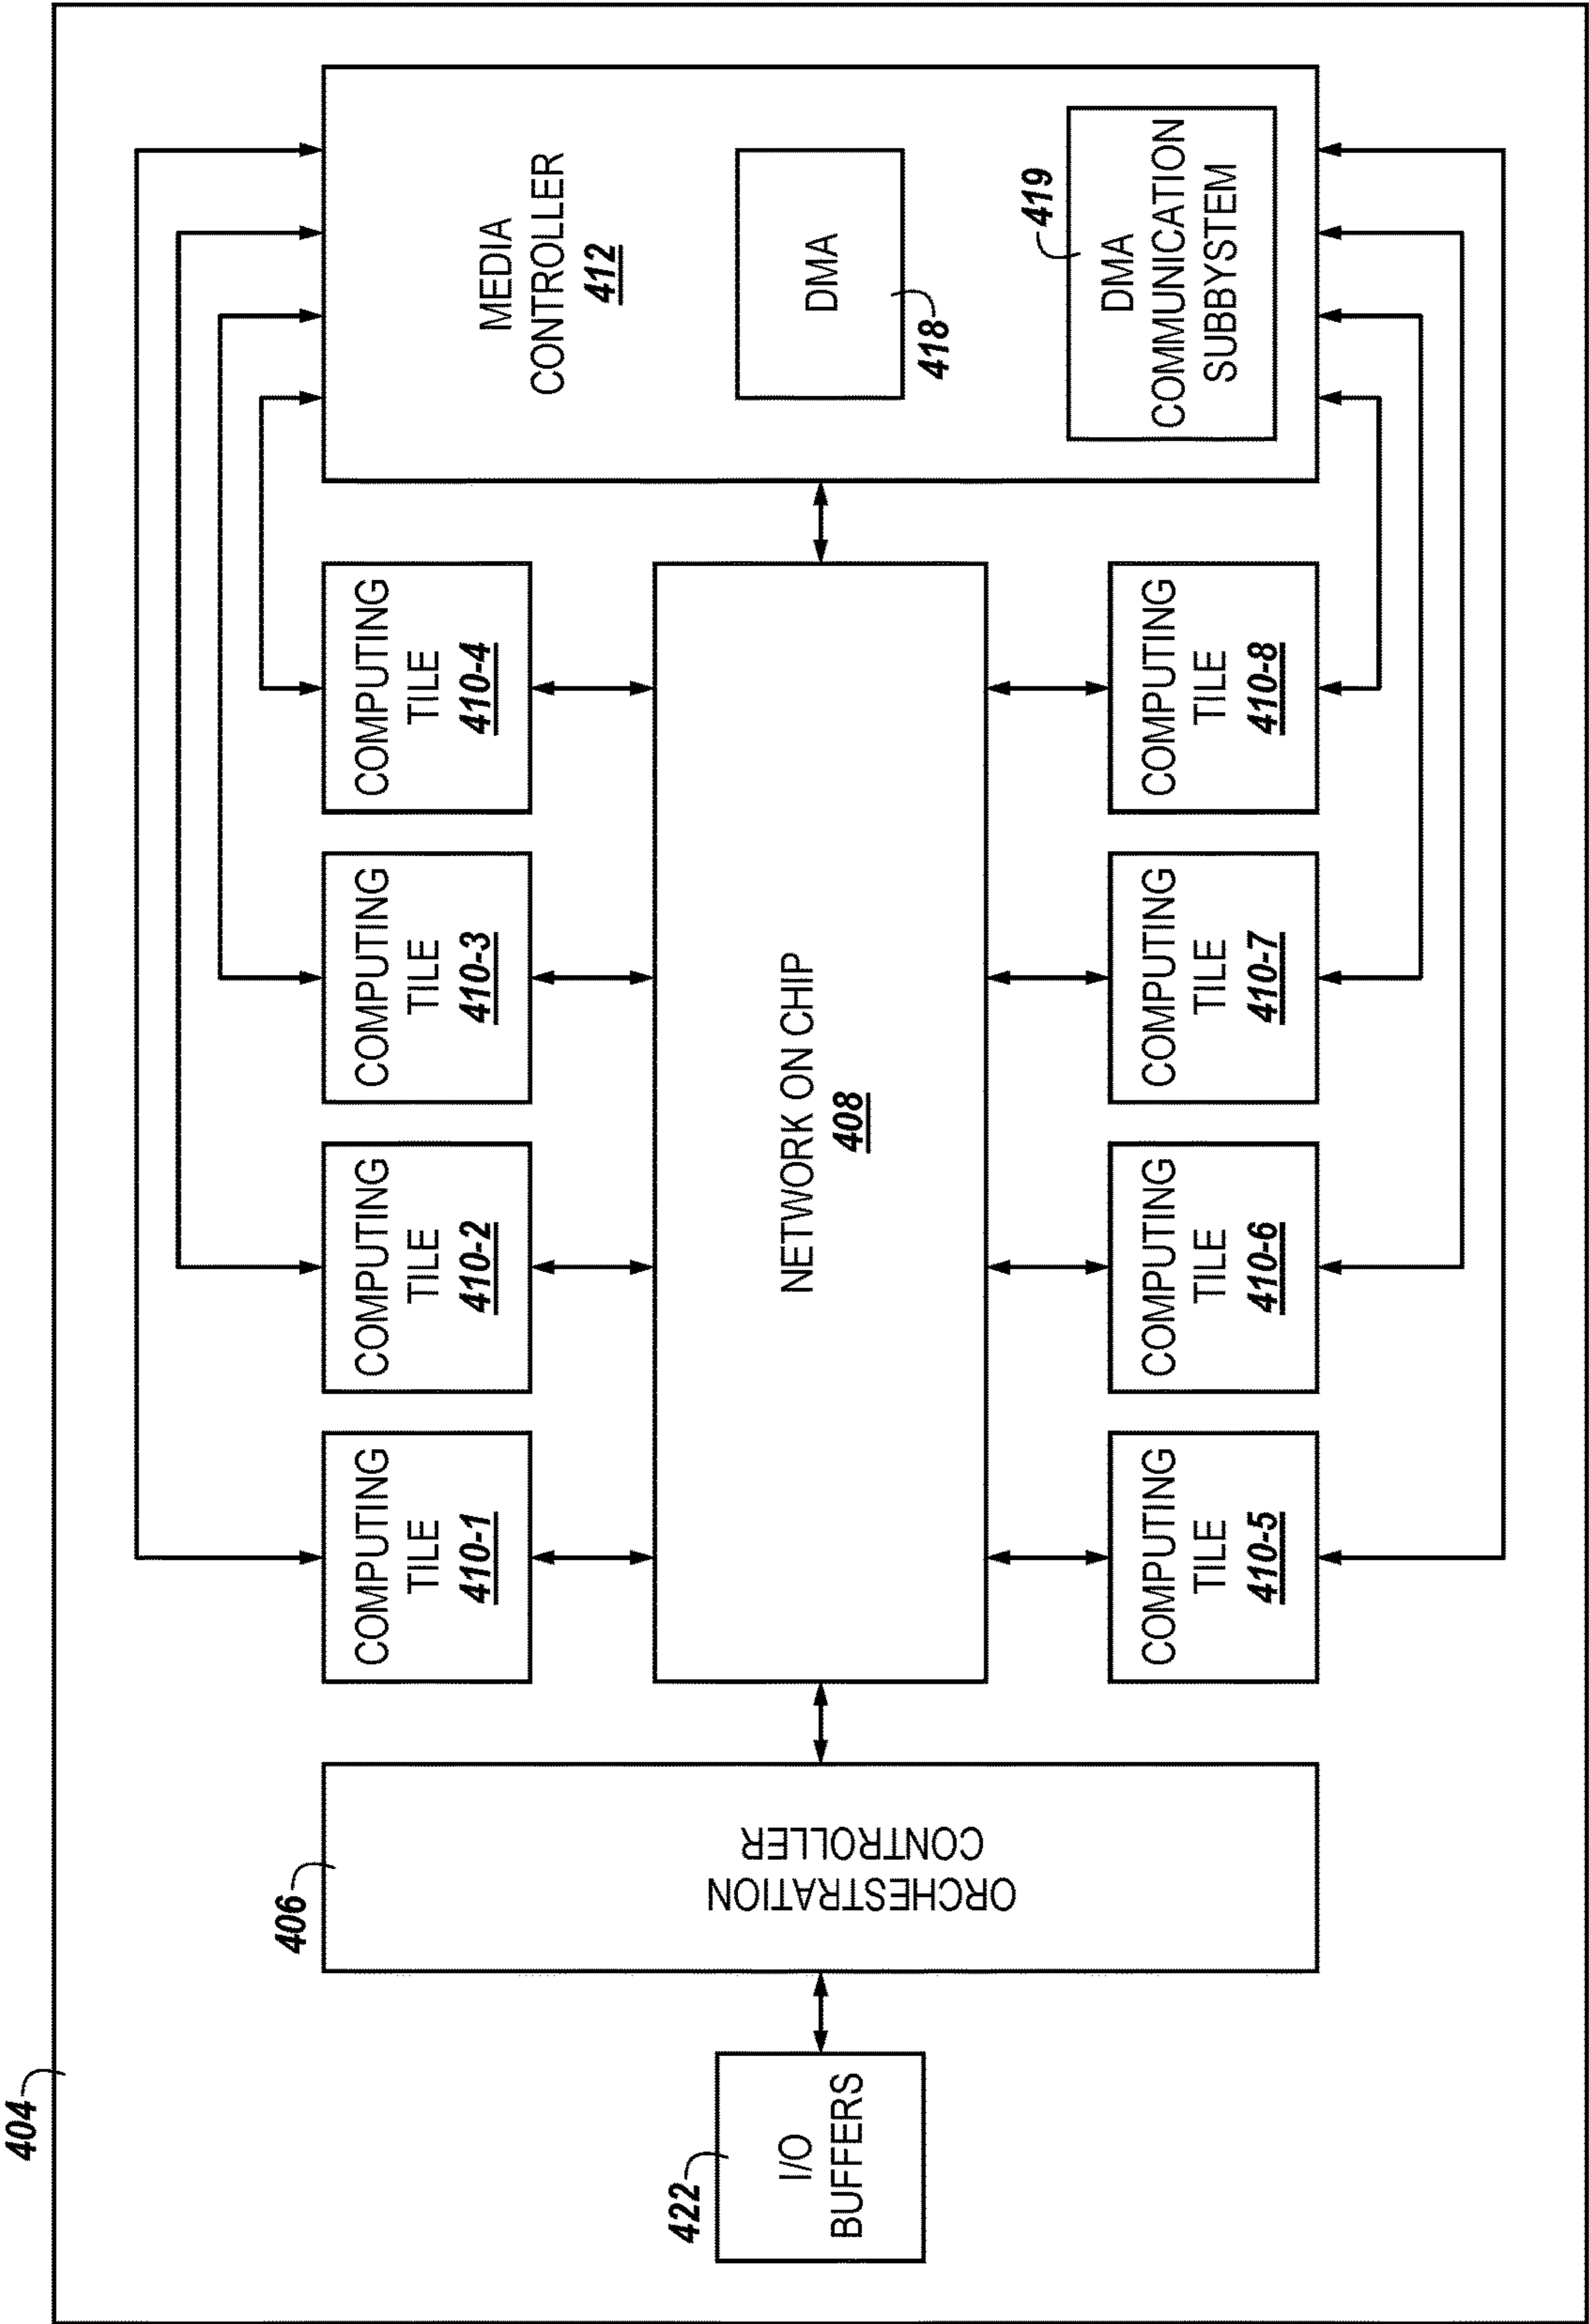 404
422
I/O
BUFFERS
406
ORCHESTRATION
CONTROLLER
COMPUTING
TILE
410-1
COMPUTING
TILE
410-2
COMPUTING
TILE
410-3
COMPUTING
TILE
410-4
NETWORK ON CHIP
408
COMPUTING
TILE
410-5
COMPUTING
TILE
410-6
COMPUTING
TILE
410-7
COMPUTING
TILE
410-8
MEDIA
CONTROLLER
412
DMA
418
419
DMA
COMMUNICATION
SUBBYSTEM